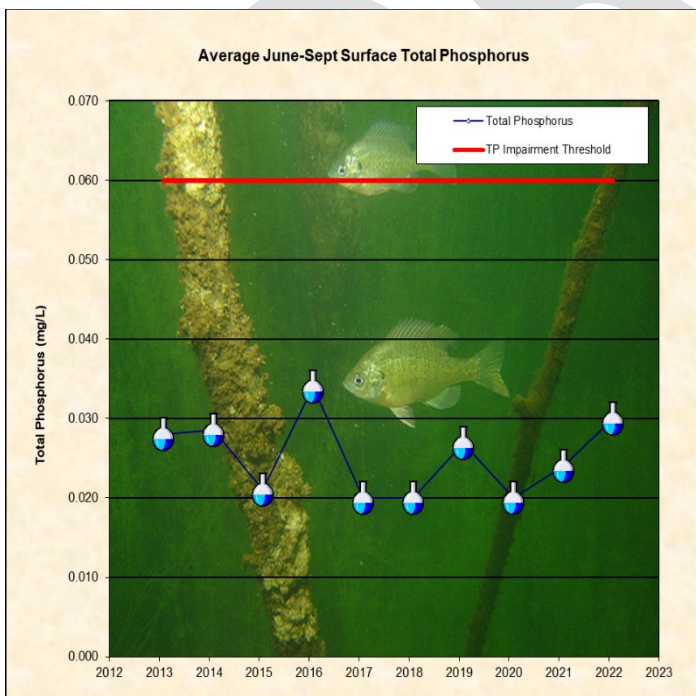 Average June-Sept Surface Total Phosphorus
Total Phosphorus (mg/L)
0.070
0.060
0.050
0.040
0.030
0.020
0.010
0.000
Total Phosphorus
TP Impairment Threshold
2012 2013 2014 2015 2016 2017 2018 2019 2020 2021 2022 2023